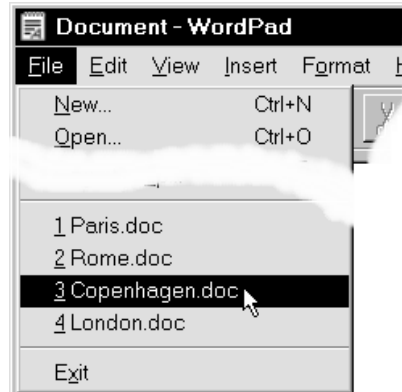 Document - WordPad
File Edit View Insert Format
New... Ctrl+N
Open... Ctrl+O
1 Paris.doc
2 Rome.doc
3 Copenhagen.doc
4 London.doc
Exit